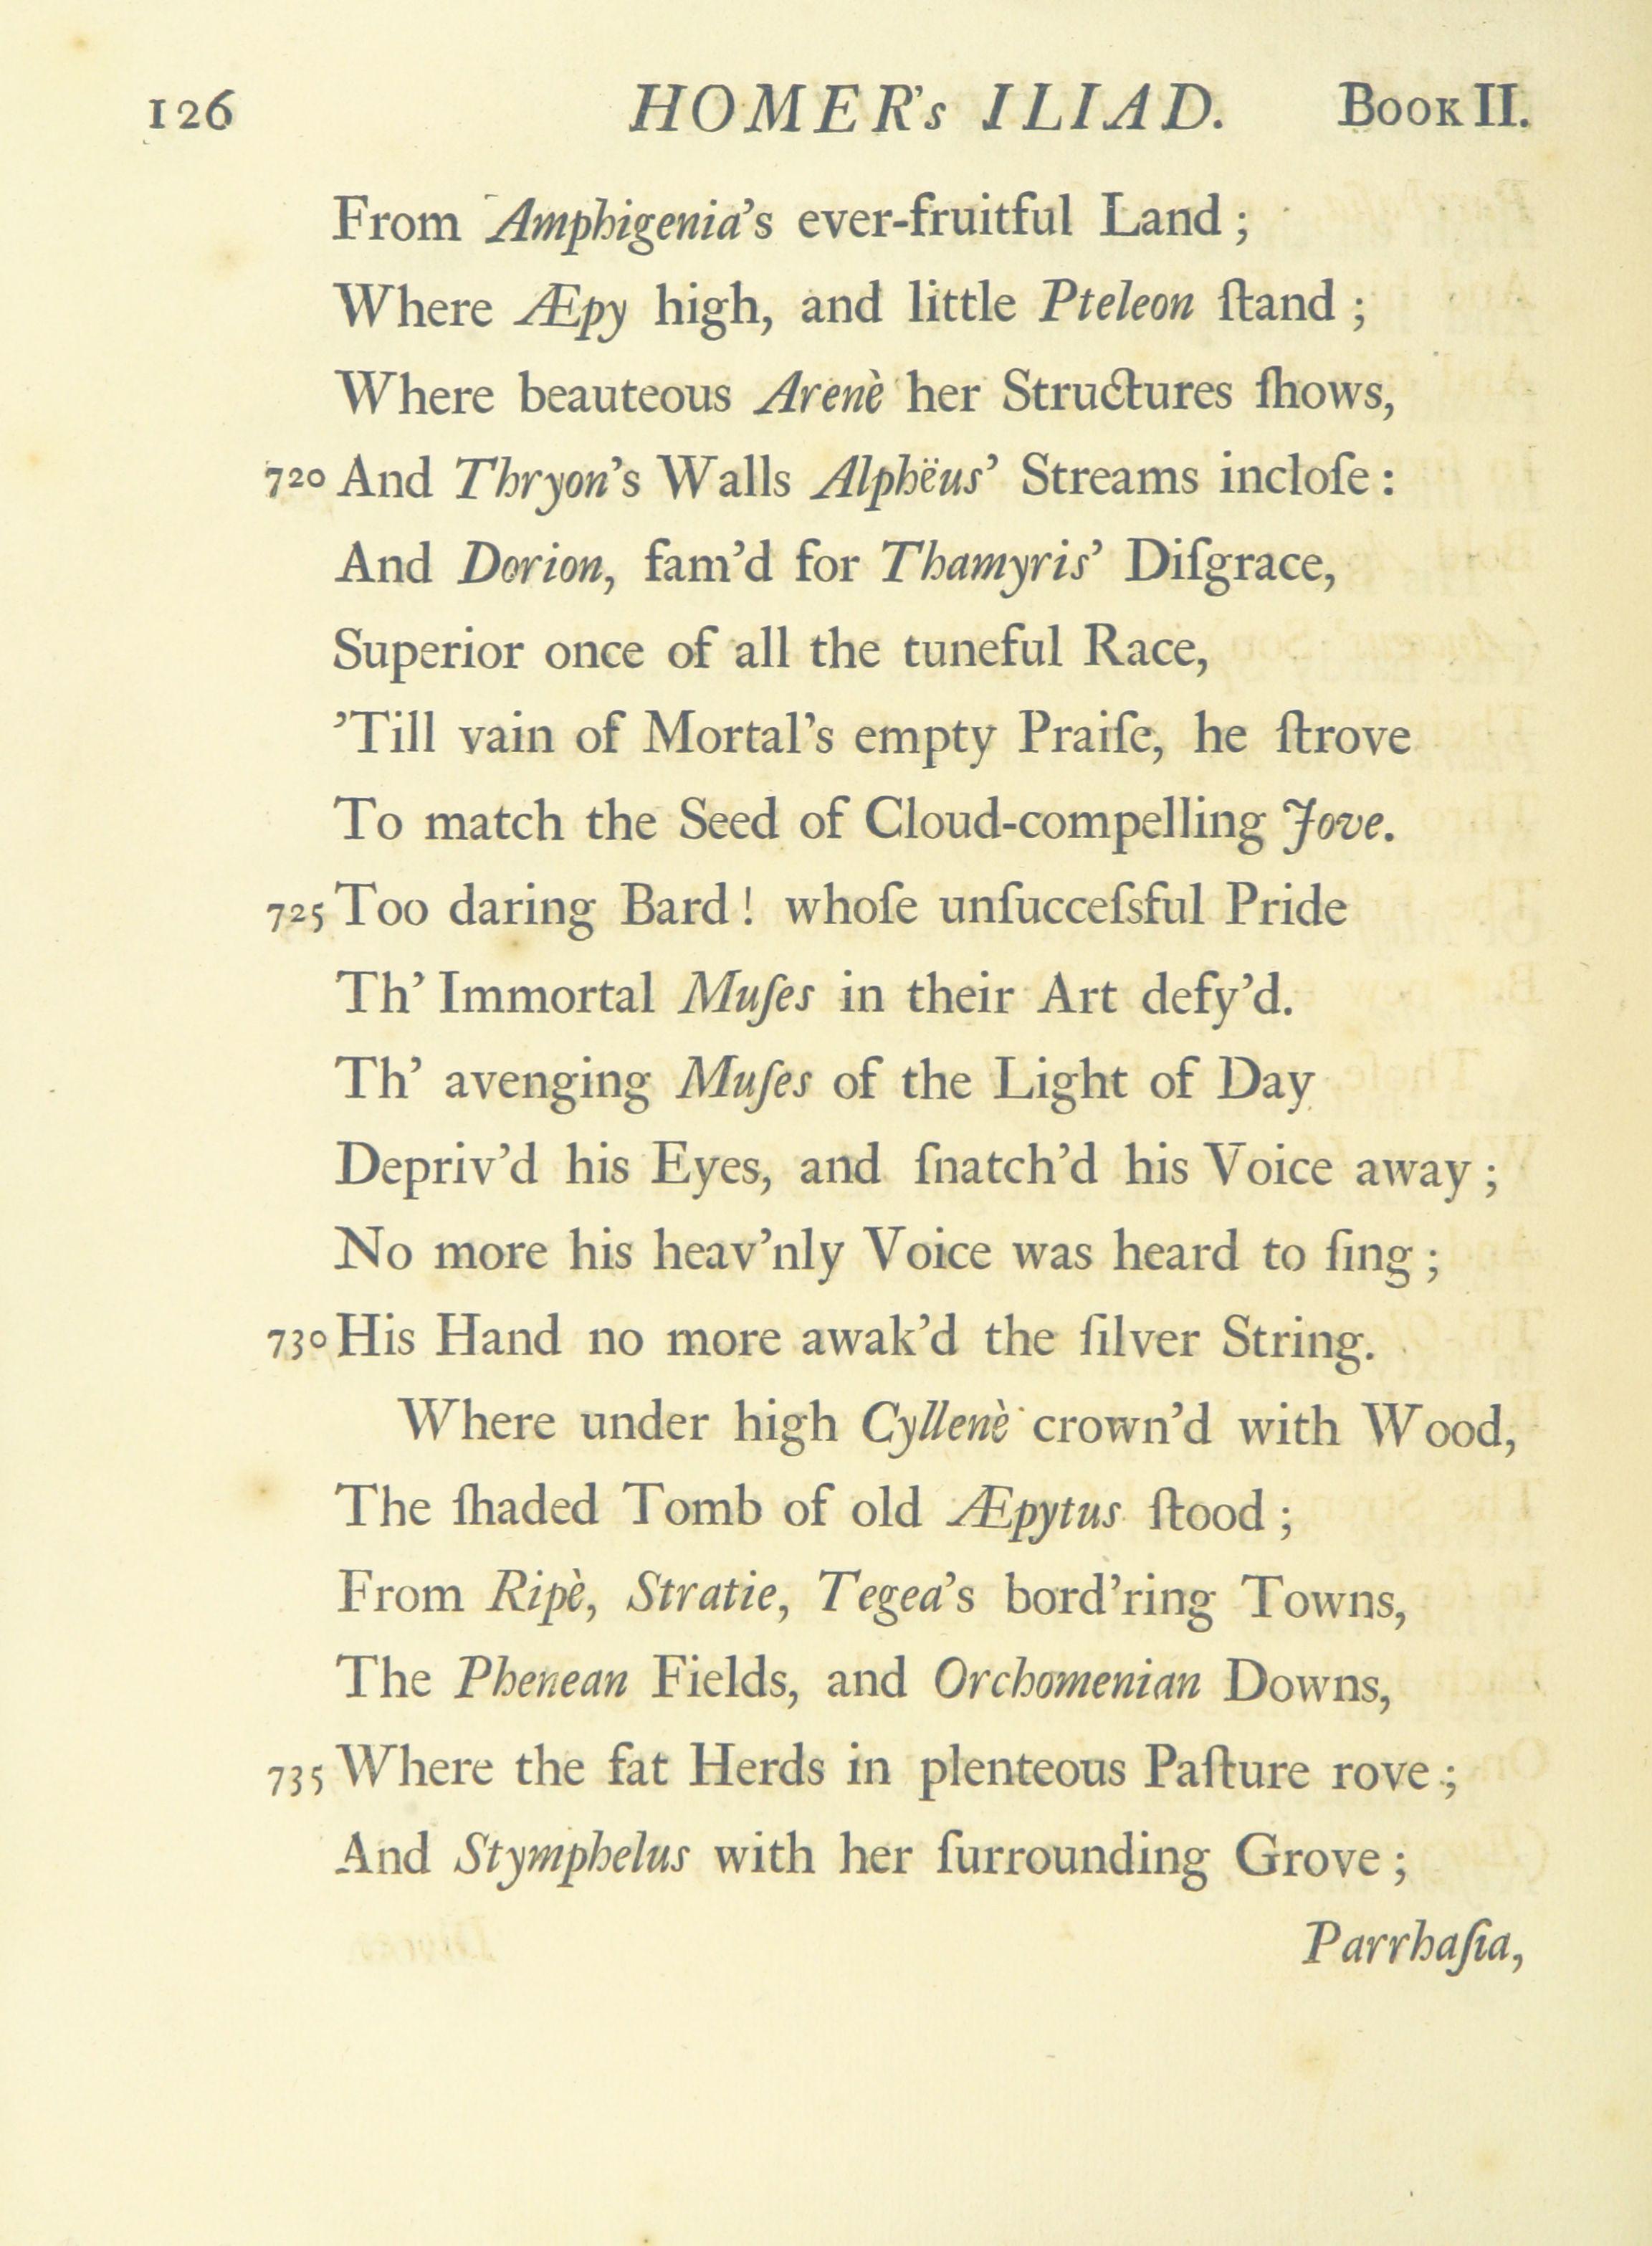 126 HOMER's ILIAD. BOOK II.
From Amphigenia's ever-fruitful Land ;
Where Æpy high, and little Pteleon ſtand ;
Where beauteous Arenè her Structures ſhows,
720 And Thryon's Walls Alphëus' Streams incloſe :
And Dorion, fam'd for Thamyris' Diſgrace,
Superior once of all the tuneful Race,
'Till vain of Mortal's empty Praiſe, he ſtrove
To match the Seed of Cloud-compelling Jove.
725 Too daring Bard ! whoſe unſucceſsful Pride
Th' Immortal Muſes in their Art defy'd.
Th' avenging Muſes of the Light of Day
Depriv'd his Eyes, and ſnatch'd his Voice away ;
No more his heav'nly Voice was heard to ſing ;
730 His Hand no more awak'd the ſilver String.
Where under high Cyllenè crown'd with Wood,
The ſhaded Tomb of old Æpytus ſtood ;
From Ripè, Stratie, Tegea's bord'ring Towns,
The Phenean Fields, and Orchomenian Downs,
735 Where the fat Herds in plenteous Paſture rove ;
And Stymphelus with her ſurrounding Grove ;
Parrhaſia,